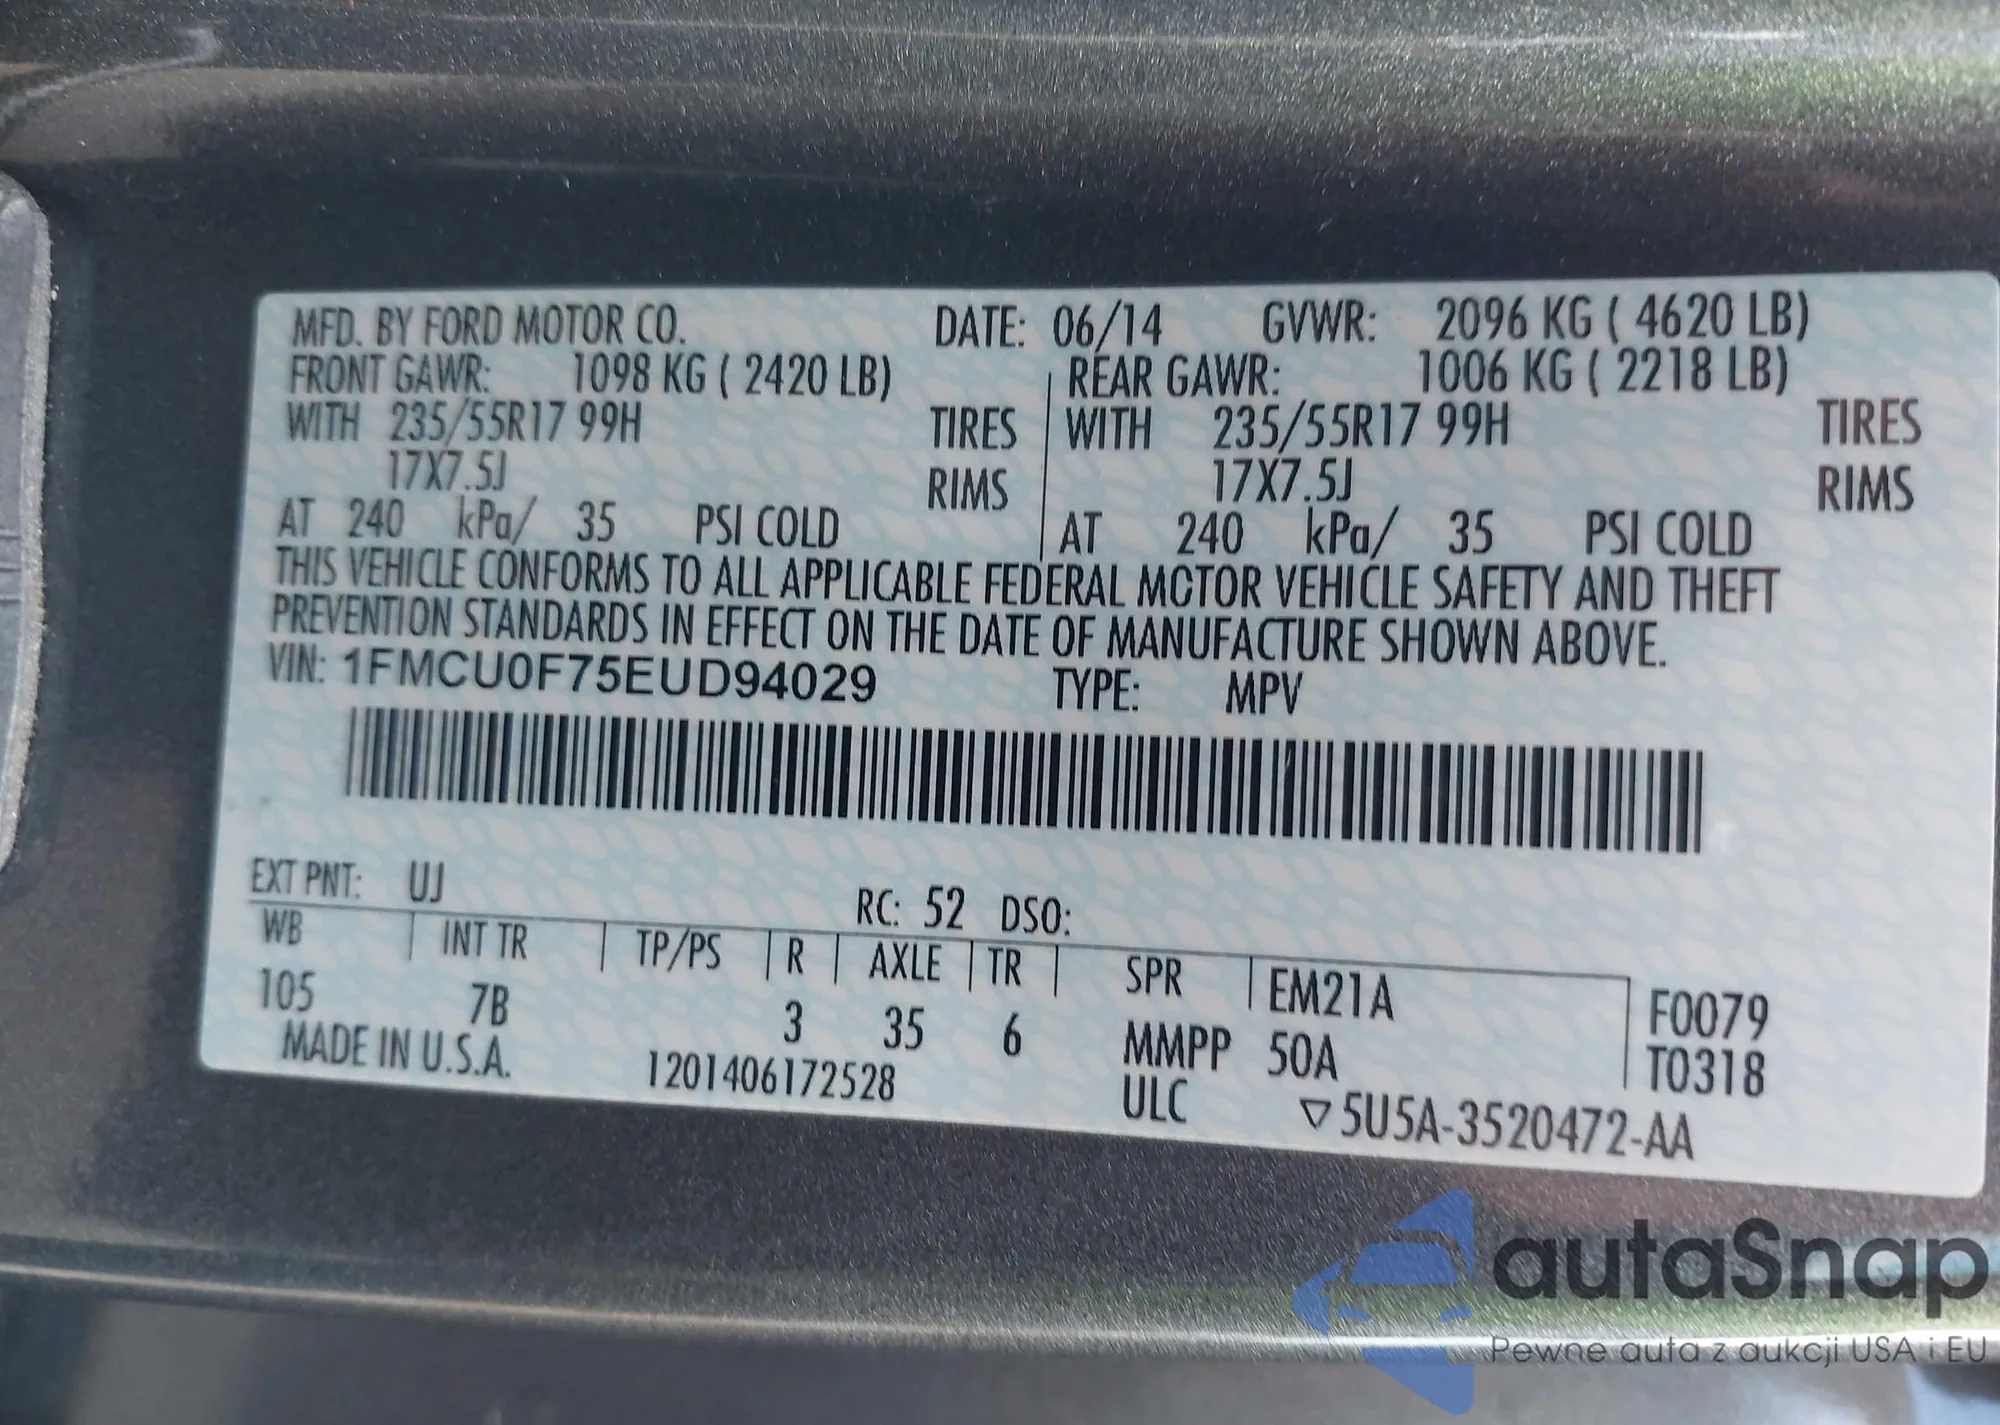 MFD. BY FORD MOTOR CO. DATE: 06/14 GVWR: 2096 KG ( 4620 LB)
FRONT GAWR: 1098 KG ( 2420 LB) REAR GAWR: 1006 KG ( 2218 LB)
WITH 235/55R17 99H TIRES WITH 235/55R17 99H TIRES
17X7.5J RIMS 17X7.5J RIMS
AT 240 kPa/ 35 PSI COLD AT 240 kPa/ 35 PSI COLD
THIS VEHICLE CONFORMS TO ALL APPLICABLE FEDERAL MOTOR VEHICLE SAFETY AND THEFT
PREVENTION STANDARDS IN EFFECT ON THE DATE OF MANUFACTURE SHOWN ABOVE.
VIN: 1FMCU0F75EUD94029 TYPE: MPV
EXT PNT: UJ RC: 52 DSO:
WB INT TR TP/PS R AXLE TR SPR EM21A F0079
105 7B 3 35 6 MMPP 50A T0318
MADE IN U.S.A. 1201406172528 ULC ▽5U5A-3520472-AA
autaSnap
Pewne auta z aukcji USA i EU